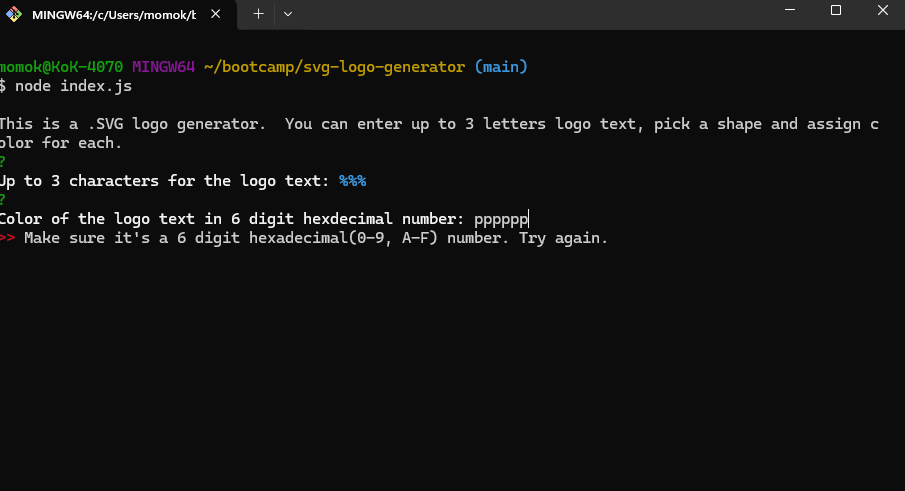 MINGW64:/c/Users/momok/b
momok@KoK-4070 MINGW64 ~/bootcamp/svg-logo-generator (main)
$ node index.js
This is a .SVG logo generator.  You can enter up to 3 letters logo text, pick a shape and assign c
olor for each.
?
Up to 3 characters for the logo text: %%%
?
Color of the logo text in 6 digit hexdecimal number: pppppp
>> Make sure it's a 6 digit hexadecimal(0-9, A-F) number. Try again.